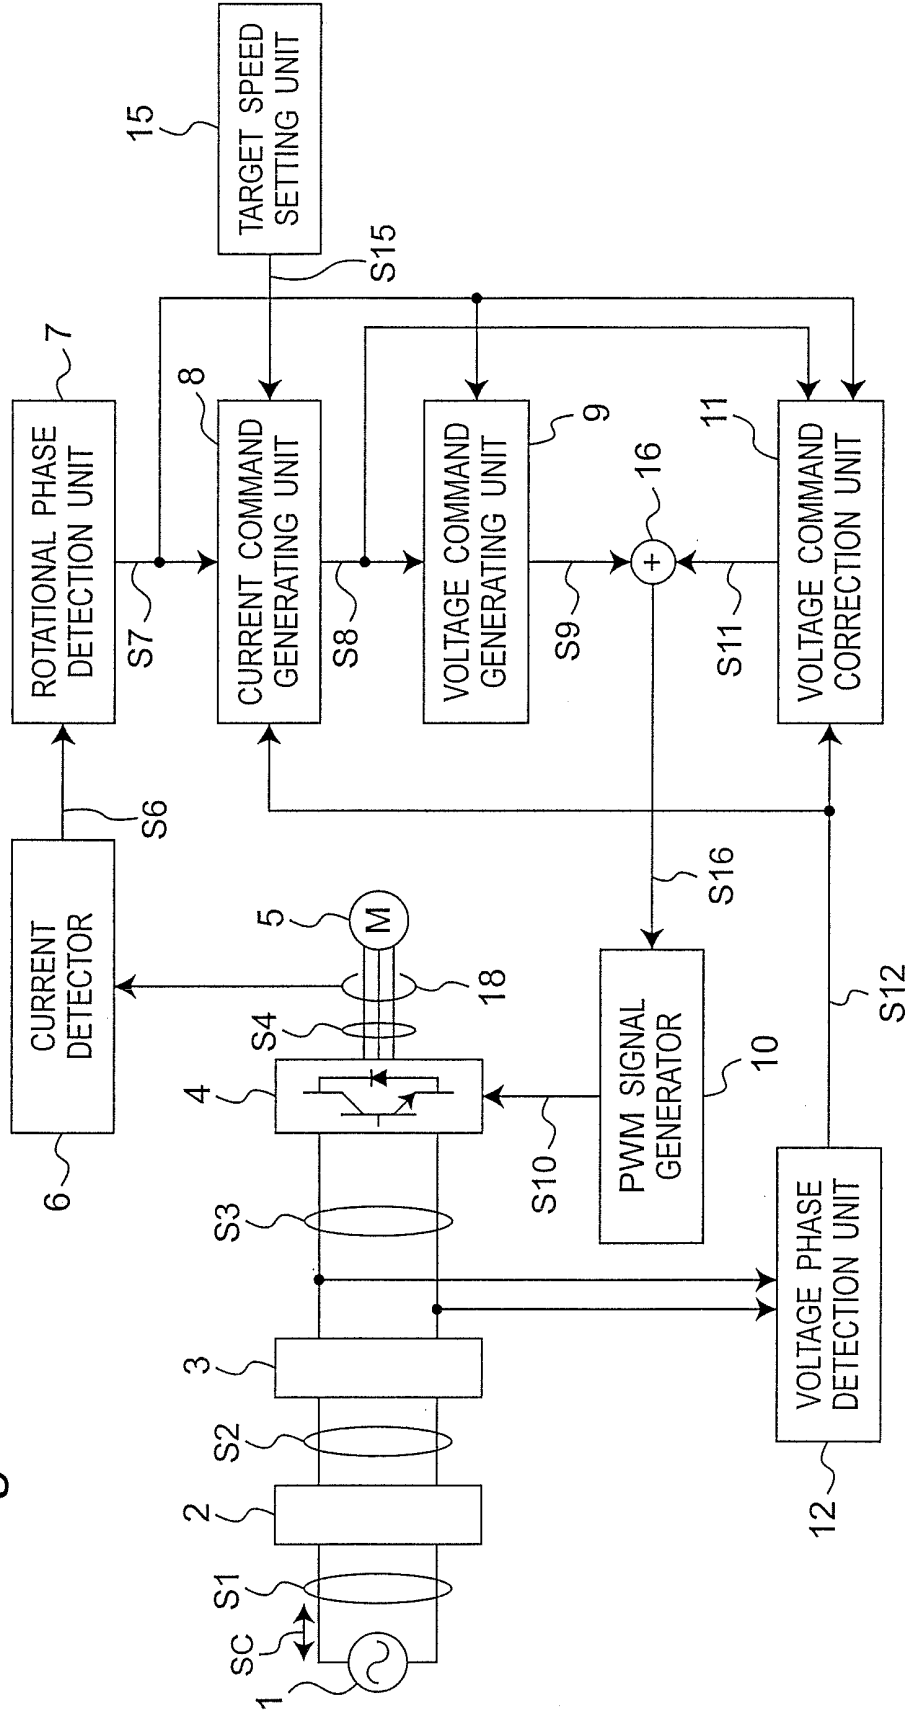 6
CURRENT
DETECTOR
S6
ROTATIONAL PHASE
DETECTION UNIT
7
S7
15
2
3
4
8
SC
S1
S2
S3
CURRENT COMMAND
GENERATING UNIT
TARGET SPEED
SETTING UNIT
1
S4
5
M
S8
S15
18
VOLTAGE COMMAND
GENERATING UNIT
9
S10
S9
16
+
PWM SIGNAL
GENERATOR
S16
S11
11
10
12
VOLTAGE PHASE
DETECTION UNIT
S12
VOLTAGE COMMAND
CORRECTION UNIT